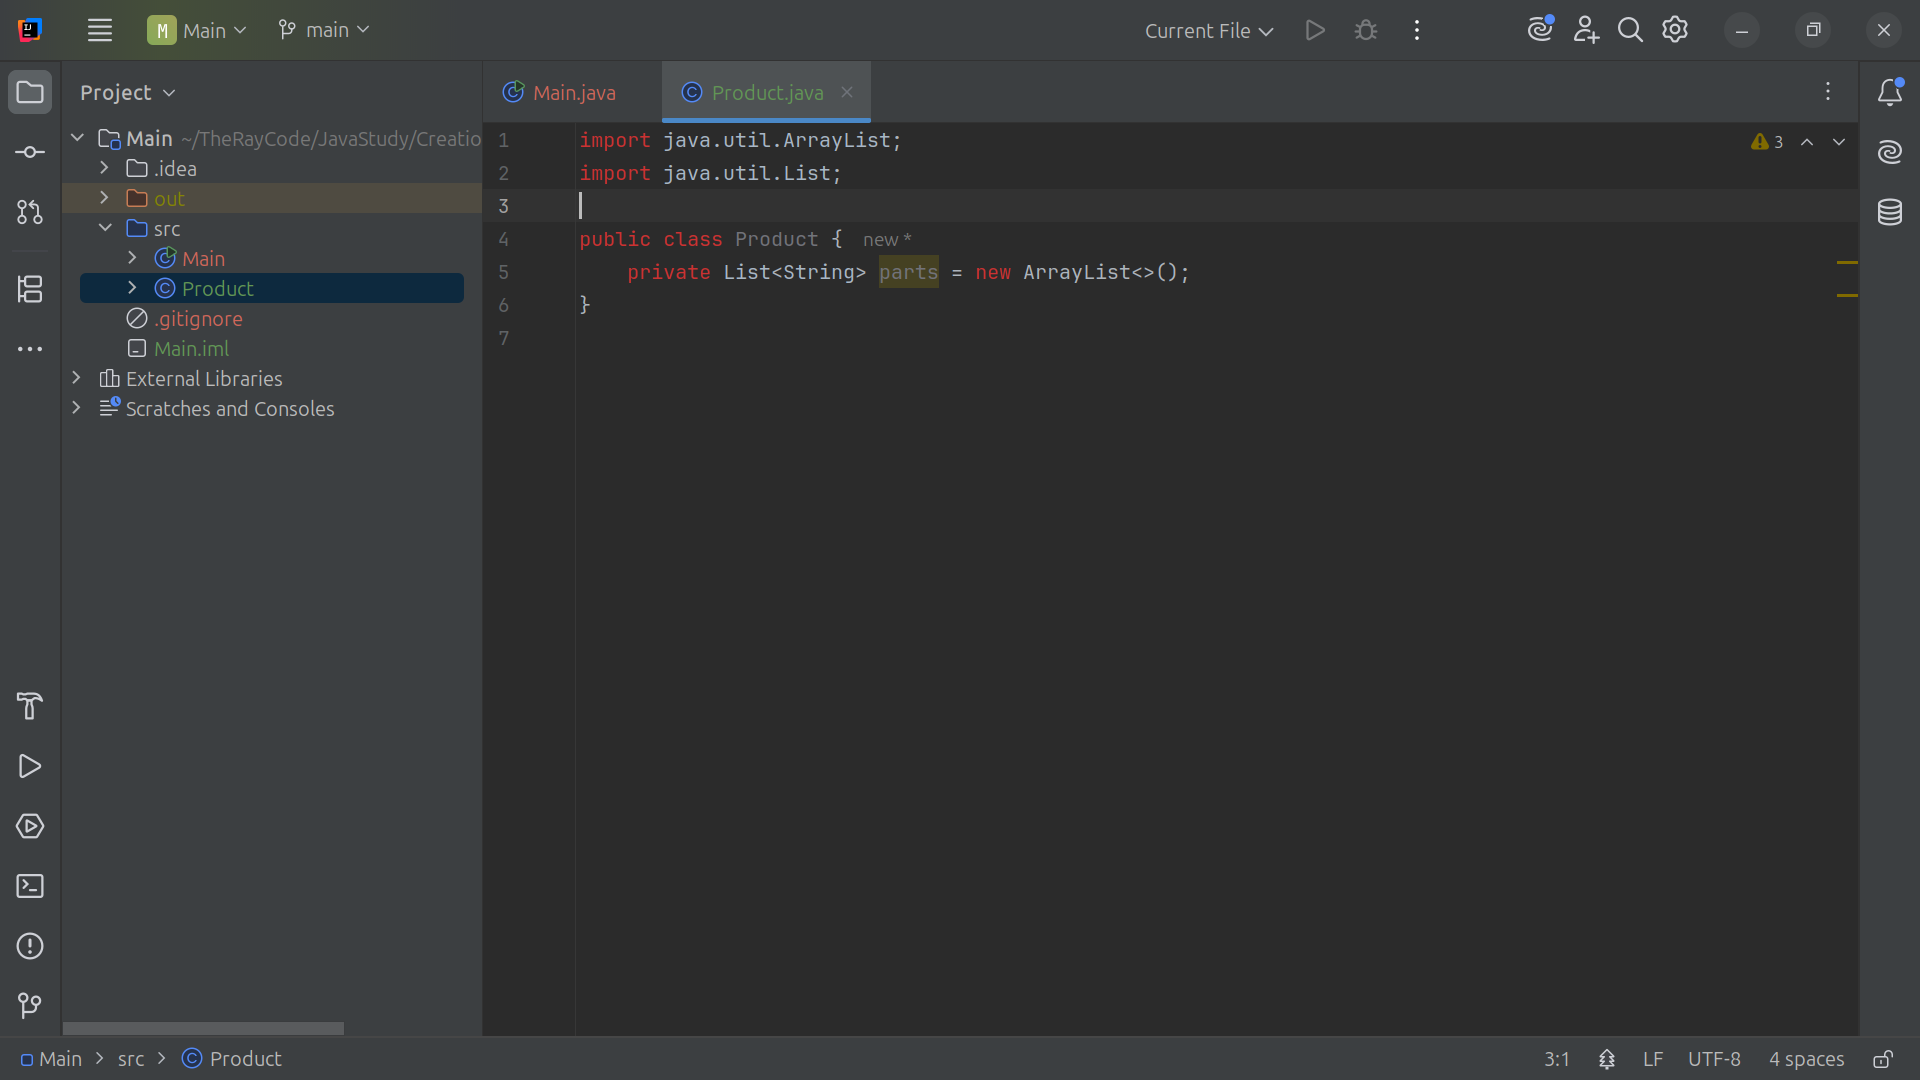 M Main main Current File
Project
Main.java Product.java
Main ~/TheRayCode/JavaStudy/Creatio
.idea
out
src
Main
Product
.gitignore
Main.iml
External Libraries
Scratches and Consoles
1 import java.util.ArrayList; 3
2 import java.util.List;
3
4 public class Product { new *
5 private List<String> parts = new ArrayList<>();
6 }
7
Main > src > Product 3:1 LF UTF-8 4 spaces